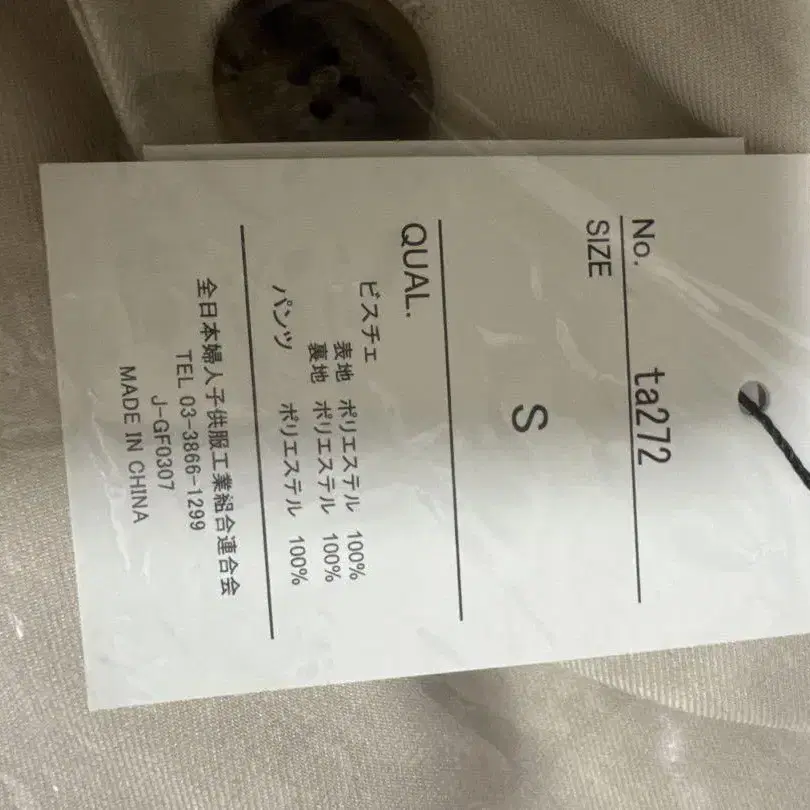 No. ta272
SIZE
S
QUAL.
ビスチェ
表地 ポリエステル 100%
裏地 ポリエステル 100%
パンツ ポリエステル 100%
全日本婦人子供服工業組合連合会
TEL 03-3866-1299
J-GF0307
MADE IN CHINA